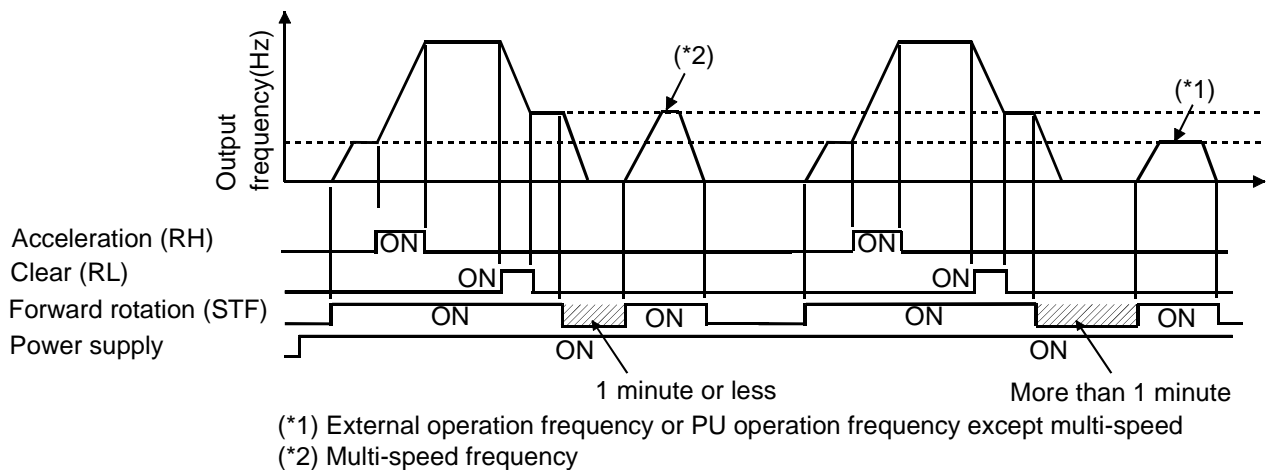 Output
frequency(Hz)
(*2)
(*1)
Acceleration (RH)
ON
ON
Clear (RL)
ON
ON
Forward rotation (STF)
ON
ON
ON
ON
Power supply
ON
ON
1 minute or less
More than 1 minute
(*1) External operation frequency or PU operation frequency except multi-speed
(*2) Multi-speed frequency